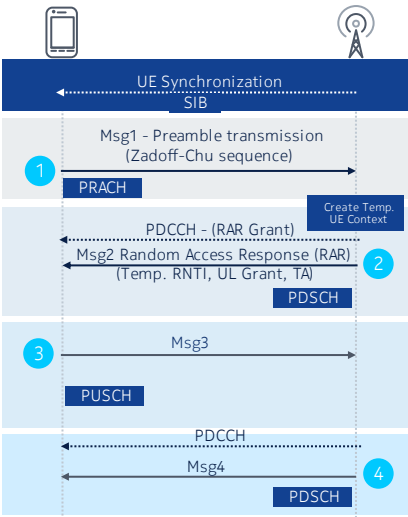 UE Synchronization
SIB
Msg1 - Preamble transmission
(Zadoff-Chu sequence)
1
PRACH
Create Temp.
UE Context
PDCCH - (RAR Grant)
Msg2 Random Access Response (RAR)
(Temp. RNTI, UL Grant, TA)
2
PDSCH
Msg3
3
PUSCH
PDCCH
Msg4
4
PDSCH